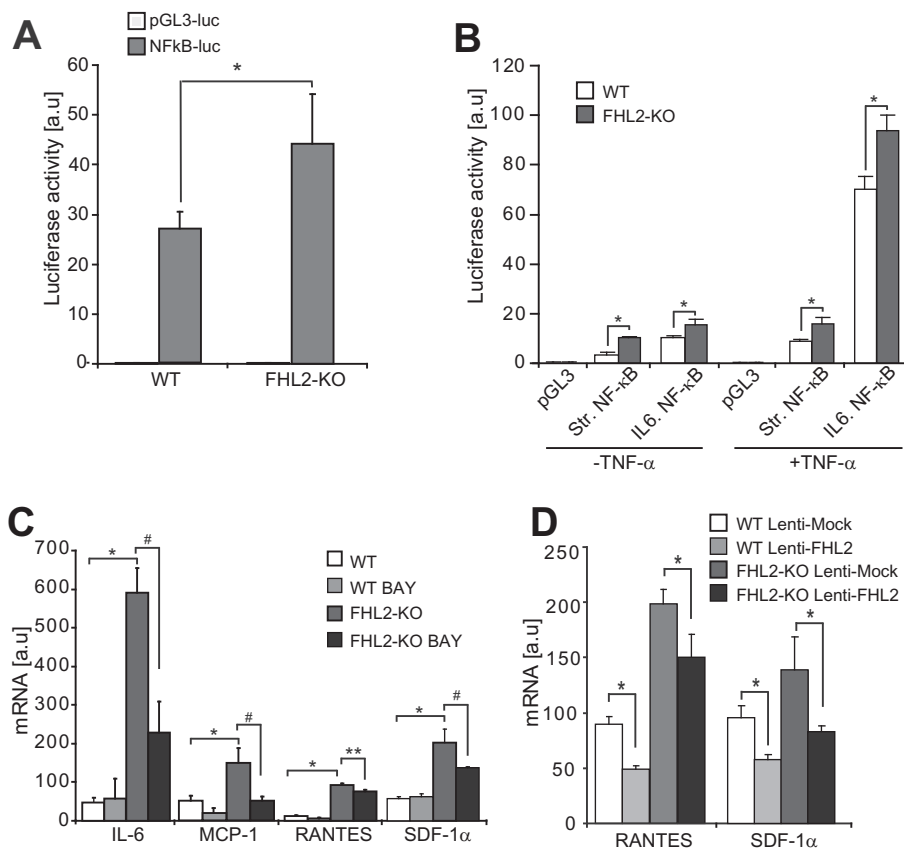 A
pGL3-luc
NFkB-luc
Luciferase activity [a.u]
60
50
40
30
20
10
0
*
WT
FHL2-KO
B
WT
FHL2-KO
Luciferase activity [a.u]
120
100
80
60
40
20
0
*
*
*
*
pGL3
Str. NF-κB
IL6. NF-κB
pGL3
Str. NF-κB
IL6. NF-κB
-TNF-α
+TNF-α
C
WT
WT BAY
FHL2-KO
FHL2-KO BAY
mRNA [a.u]
700
600
500
400
300
200
100
0
*
#
*
#
*
**
*
#
IL-6
MCP-1
RANTES
SDF-1α
D
WT Lenti-Mock
WT Lenti-FHL2
FHL2-KO Lenti-Mock
FHL2-KO Lenti-FHL2
mRNA [a.u]
250
200
150
100
50
0
*
*
*
*
RANTES
SDF-1α